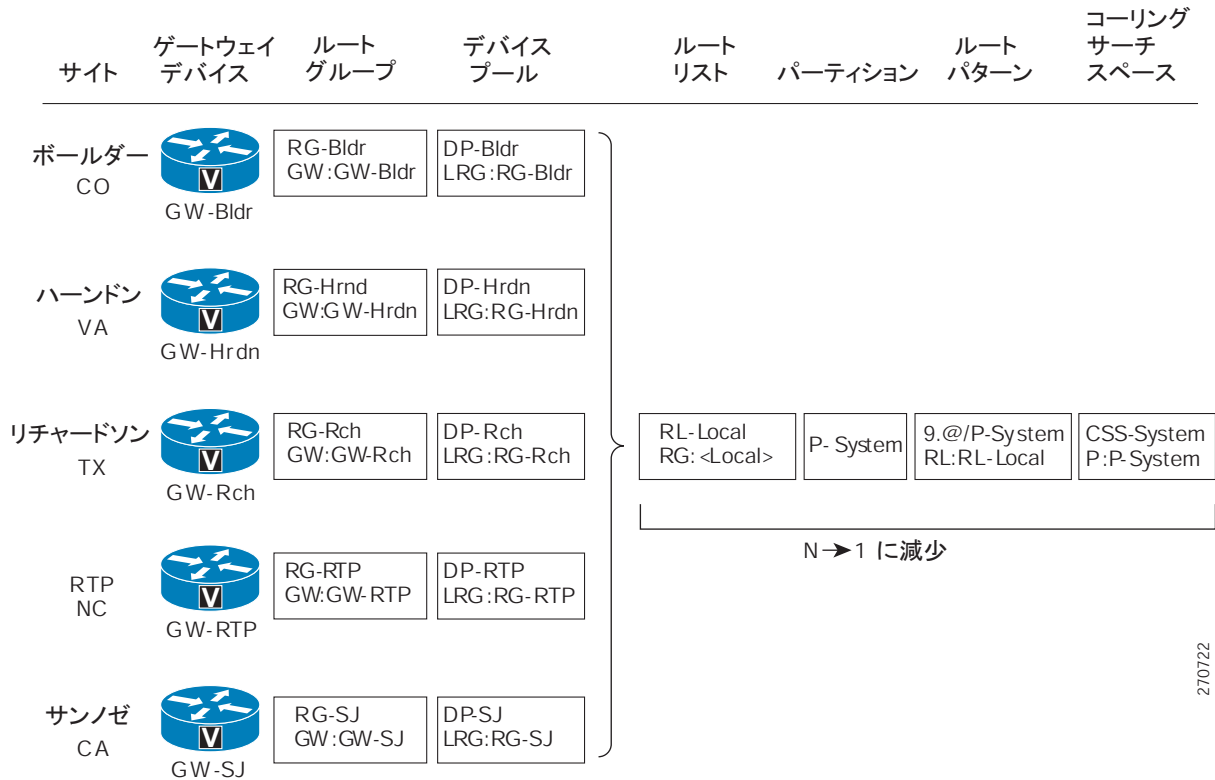 サイト
ゲートウェイ
デバイス
ルート
グループ
デバイス
プール
ルート
リスト
パーティション
ルート
パターン
コーリング
サーチ
スペース
ボールダー
CO
GW-Bldr
RG-Bldr
GW:GW-Bldr
DP-Bldr
LRG:RG-Bldr
ハーンドン
VA
GW-Hrdn
RG-Hrnd
GW:GW-Hrdn
DP-Hrdn
LRG:RG-Hrdn
リチャードソン
TX
GW-Rch
RG-Rch
GW:GW-Rch
DP-Rch
LRG:RG-Rch
RL-Local
RG:<Local>
P-System
9.@/P-System
RL:RL-Local
CSS-System
P:P-System
N→1 に減少
RTP
NC
GW-RTP
RG-RTP
GW:GW-RTP
DP-RTP
LRG:RG-RTP
サンノゼ
CA
GW-SJ
RG-SJ
GW:GW-SJ
DP-SJ
LRG:RG-SJ
V
V
V
V
V
270722